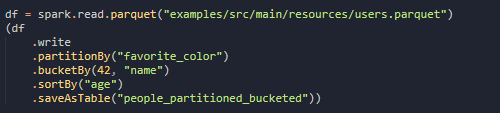 df = spark.read.parquet("examples/src/main/resources/users.parquet")
(df
    .write
    .partitionBy("favorite_color")
    .bucketBy(42, "name")
    .sortBy("age")
    .saveAsTable("people_partitioned_bucketed"))